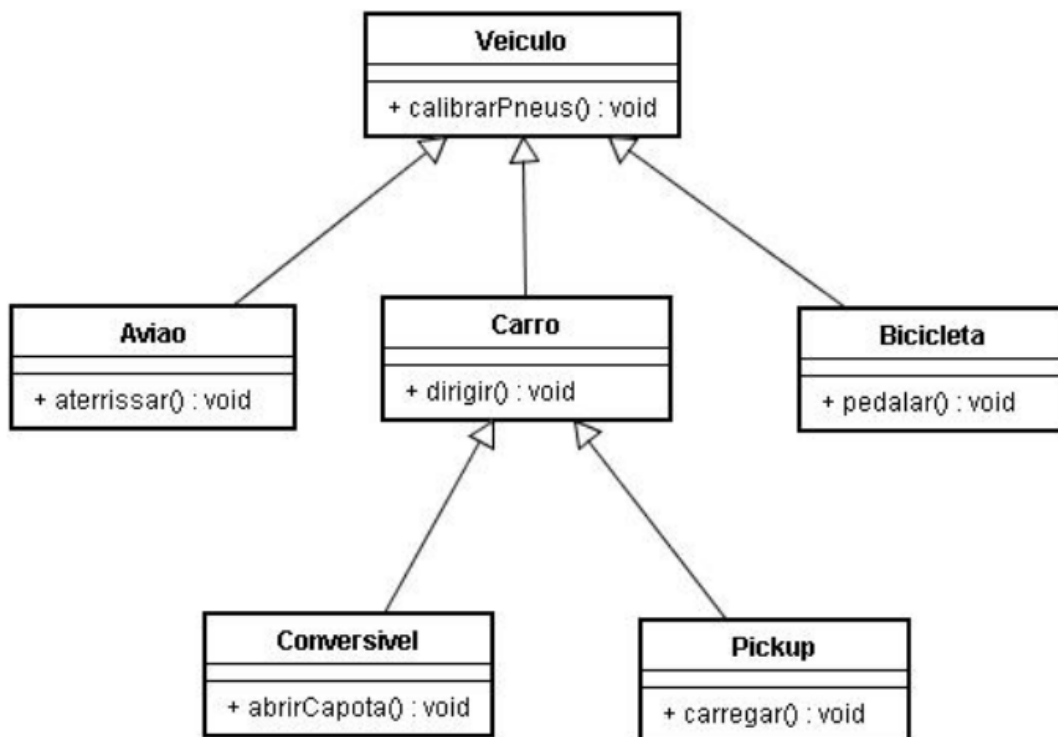 Veiculo
+ calibrarPneus() : void
Aviao
+ aterrissar() : void
Carro
+ dirigir() : void
Bicicleta
+ pedalar() : void
Conversivel
+ abrirCapota() : void
Pickup
+ carregar() : void